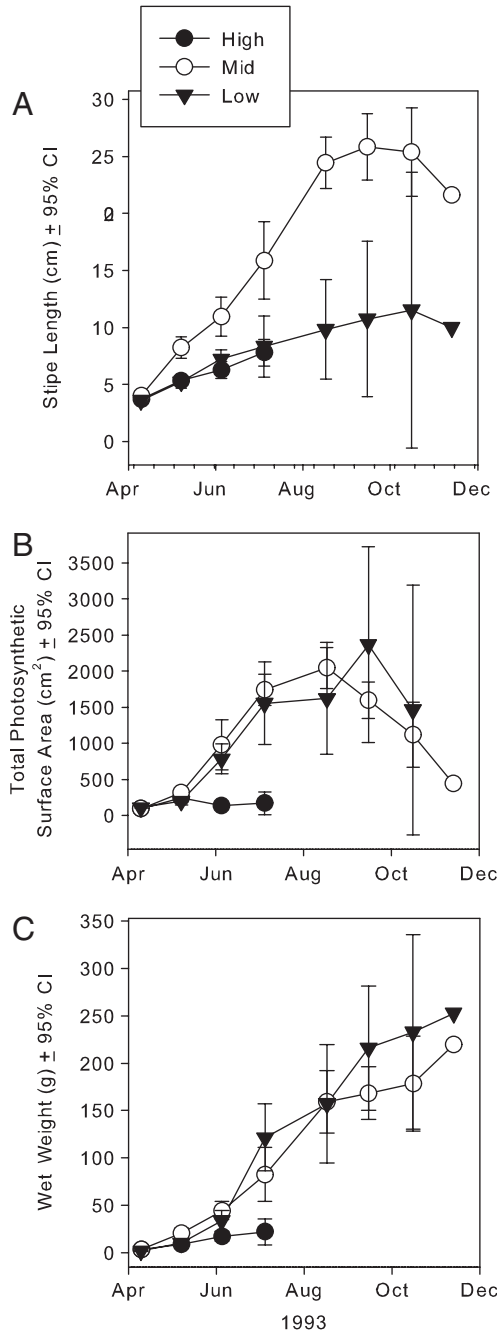 High
Mid
Low
A
30
25
20
15
10
5
0
Stipe Length (cm) ± 95% CI
Apr Jun Aug Oct Dec
B
3500
3000
2500
2000
1500
1000
500
0
Total Photosynthetic
Surface Area (cm²) ± 95% CI
Apr Jun Aug Oct Dec
C
350
300
250
200
150
100
50
0
Wet Weight (g) ± 95% CI
Apr Jun Aug Oct Dec
1993